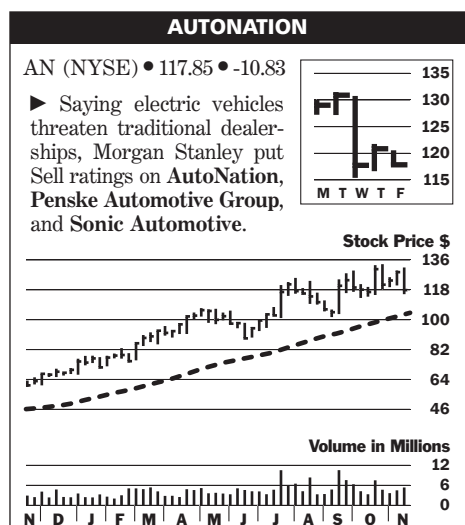 AUTONATION
AN (NYSE) ● 117.85 ● -10.83
► Saying electric vehicles
threaten traditional dealer-
ships, Morgan Stanley put
Sell ratings on AutoNation,
Penske Automotive Group,
and Sonic Automotive.
135
130
125
120
115
M T W T F
Stock Price $
136
118
100
82
64
46
Volume in Millions
12
6
0
N D J F M A M J J A S O N